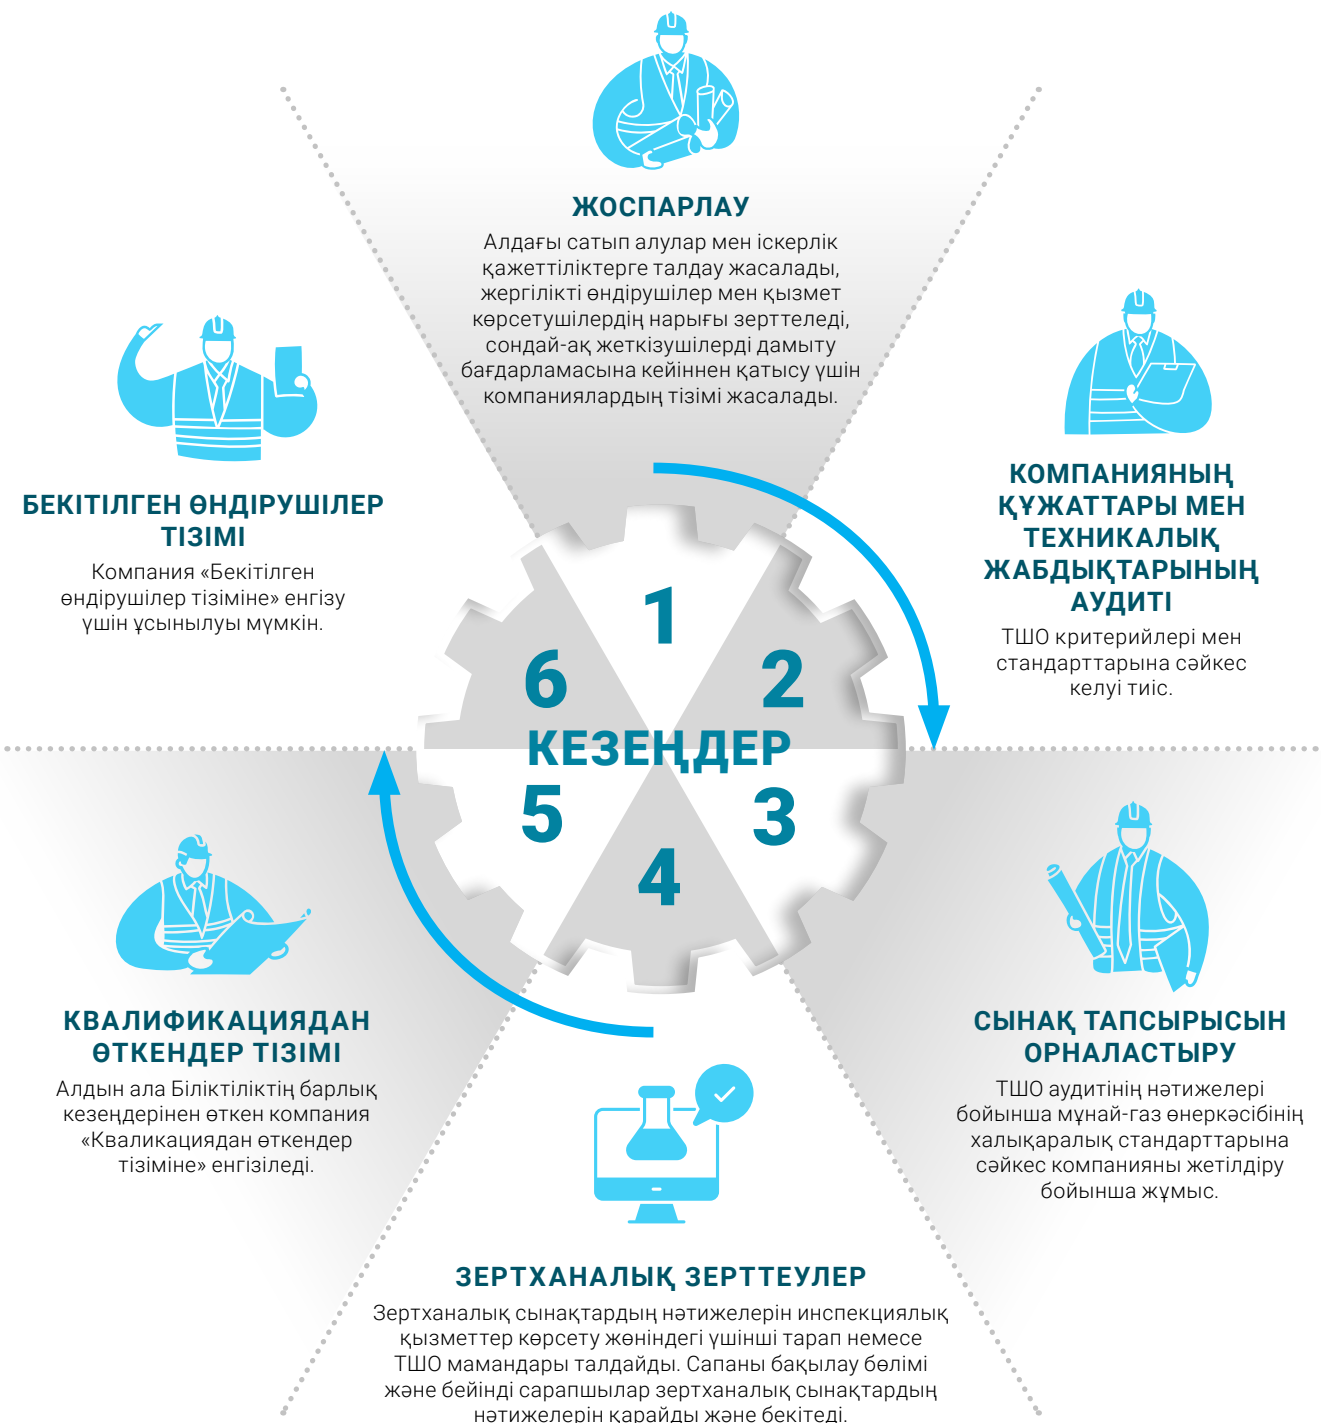 ЖОСПАРЛАУ
Алдағы сатып алулар мен іскерлік
қажеттіліктерге талдау жасалады,
жергілікті өндірушілер мен қызмет
көрсетушілердің нарығы зерттеледі,
сондай-ақ жеткізушілерді дамыту
бағдарламасына кейіннен қатысу үшін
компаниялардың тізімі жасалады.
КОМПАНИЯНЫҢ
ҚҰЖАТТАРЫ МЕН
ТЕХНИКАЛЫҚ
ЖАБДЫҚТАРЫНЫҢ
АУДИТІ
ТШО критерийлері мен
стандарттарына сәйкес
келуі тиіс.
БЕКІТІЛГЕН ӨНДІРУШІЛЕР
ТІЗІМІ
Компания «Бекітілген
өндірушілер тізіміне» енгізу
үшін ұсынылуы мүмкін.
1
2
6
КЕЗЕҢДЕР
5
3
4
СЫНАҚ ТАПСЫРЫСЫН
ОРНАЛАСТЫРУ
ТШО аудитінің нәтижелері
бойынша мұнай-газ өнеркәсібінің
халықаралық стандарттарына
сәйкес компанияны жетілдіру
бойынша жұмыс.
КВАЛИФИКАЦИЯДАН
ӨТКЕНДЕР ТІЗІМІ
Алдын ала Біліктіліктің барлық
кезеңдерінен өткен компания
«Кваликациядан өткендер
тізіміне» енгізіледі.
ЗЕРТХАНАЛЫҚ ЗЕРТТЕУЛЕР
Зертханалық сынақтардың нәтижелерін инспекциялық
қызметтер көрсету жөніндегі үшінші тарап немесе
ТШО мамандары талдайды. Сапаны бақылау бөлімі
және бейінді сарапшылар зертханалық сынақтардың
нәтижелерін қарайды және бекітеді.